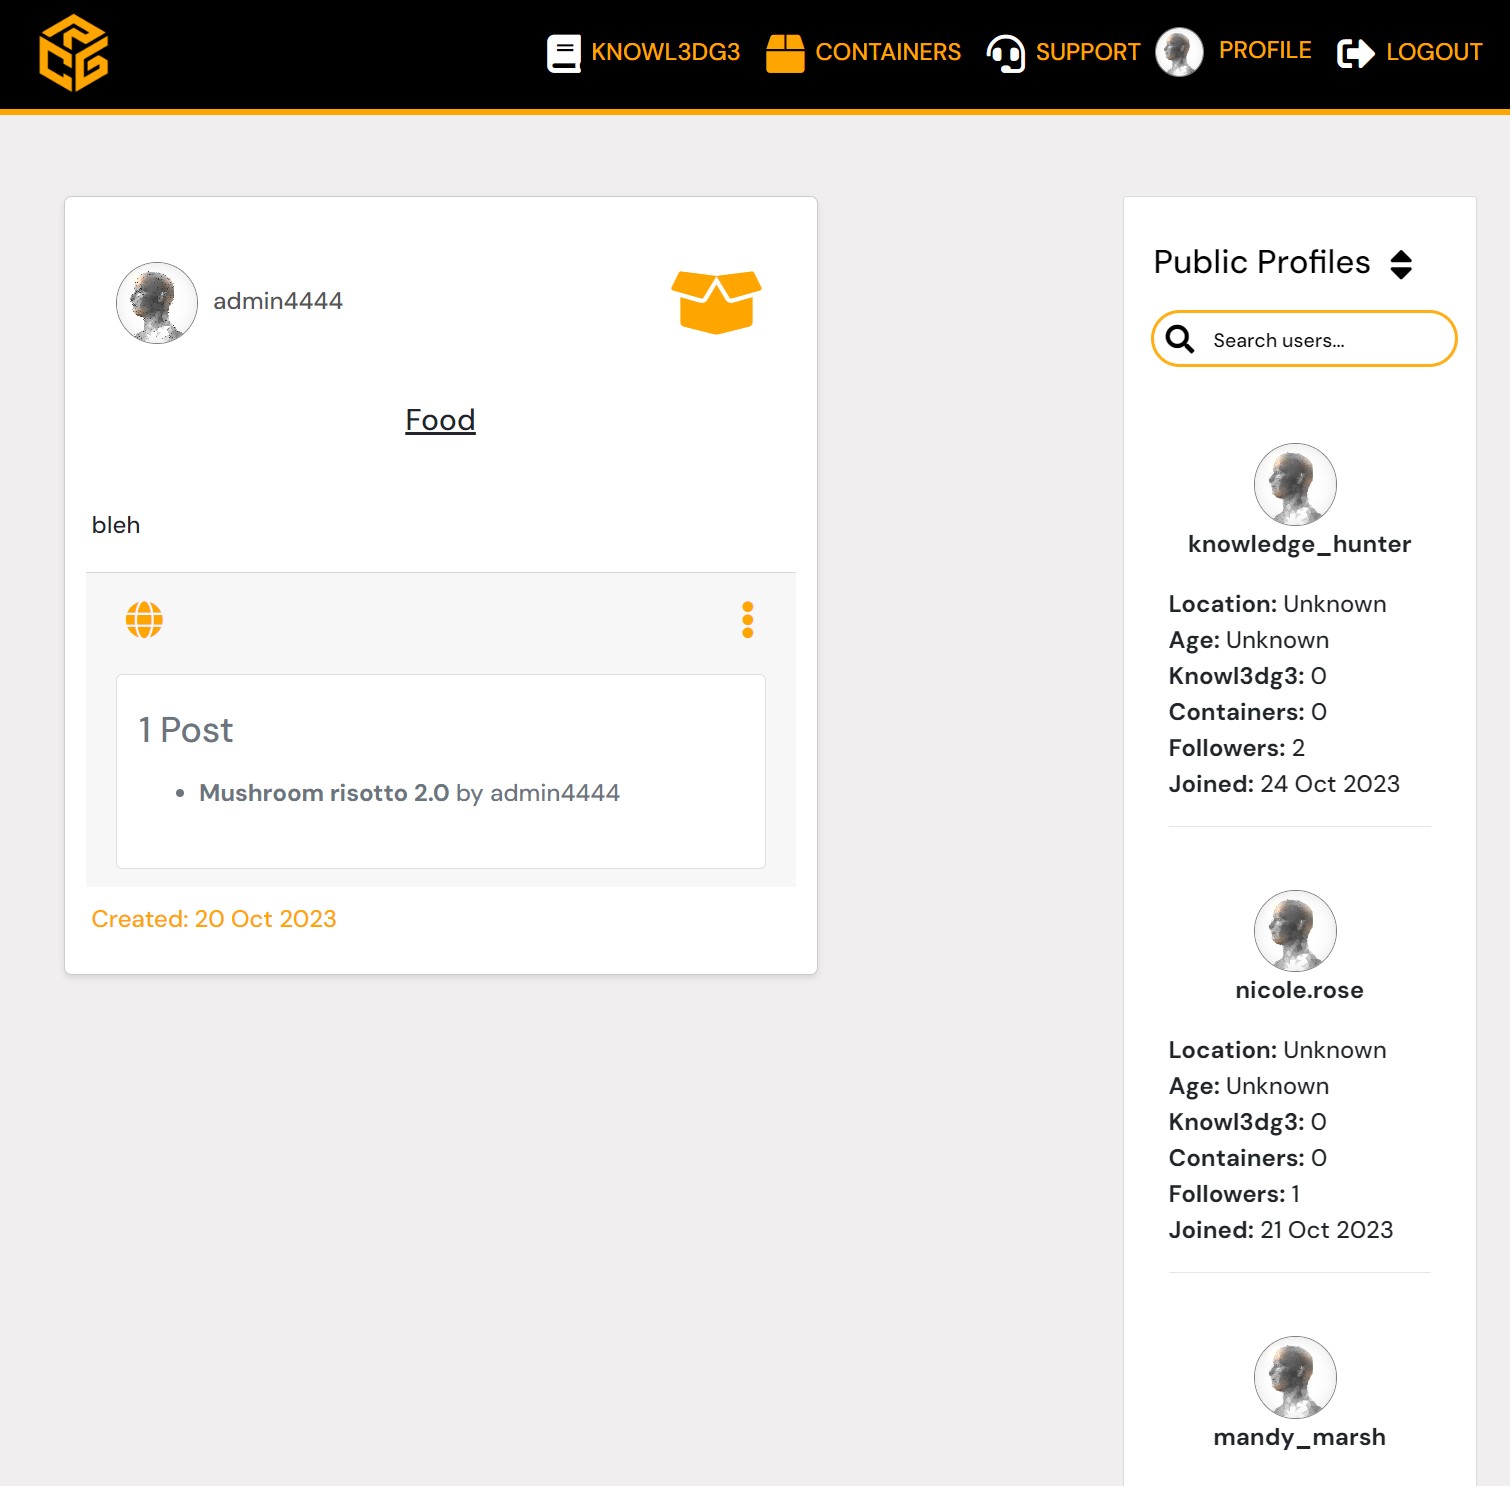 KNOWL3DG3 CONTAINERS SUPPORT PROFILE LOGOUT
admin4444
Food
bleh
1 Post
• Mushroom risotto 2.0 by admin4444
Created: 20 Oct 2023
Public Profiles
Search users...
knowledge_hunter
Location: Unknown
Age: Unknown
Knowl3dg3: 0
Containers: 0
Followers: 2
Joined: 24 Oct 2023
nicole.rose
Location: Unknown
Age: Unknown
Knowl3dg3: 0
Containers: 0
Followers: 1
Joined: 21 Oct 2023
mandy_marsh